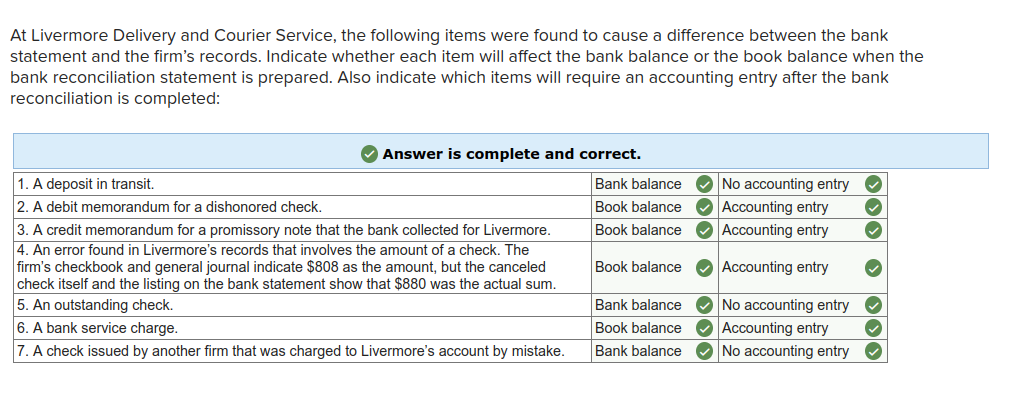 At Livermore Delivery and Courier Service, the following items were found to cause a difference between the bank
statement and the firm's records. Indicate whether each item will affect the bank balance or the book balance when the
bank reconciliation statement is prepared. Also indicate which items will require an accounting entry after the bank
reconciliation is completed:
Answer is complete and correct.
1. A deposit in transit. Bank balance No accounting entry
2. A debit memorandum for a dishonored check. Book balance Accounting entry
3. A credit memorandum for a promissory note that the bank collected for Livermore. Book balance Accounting entry
4. An error found in Livermore's records that involves the amount of a check. The
firm's checkbook and general journal indicate $808 as the amount, but the canceled
check itself and the listing on the bank statement show that $880 was the actual sum.
Book balance Accounting entry
5. An outstanding check. Bank balance No accounting entry
6. A bank service charge. Book balance Accounting entry
7. A check issued by another firm that was charged to Livermore's account by mistake. Bank balance No accounting entry